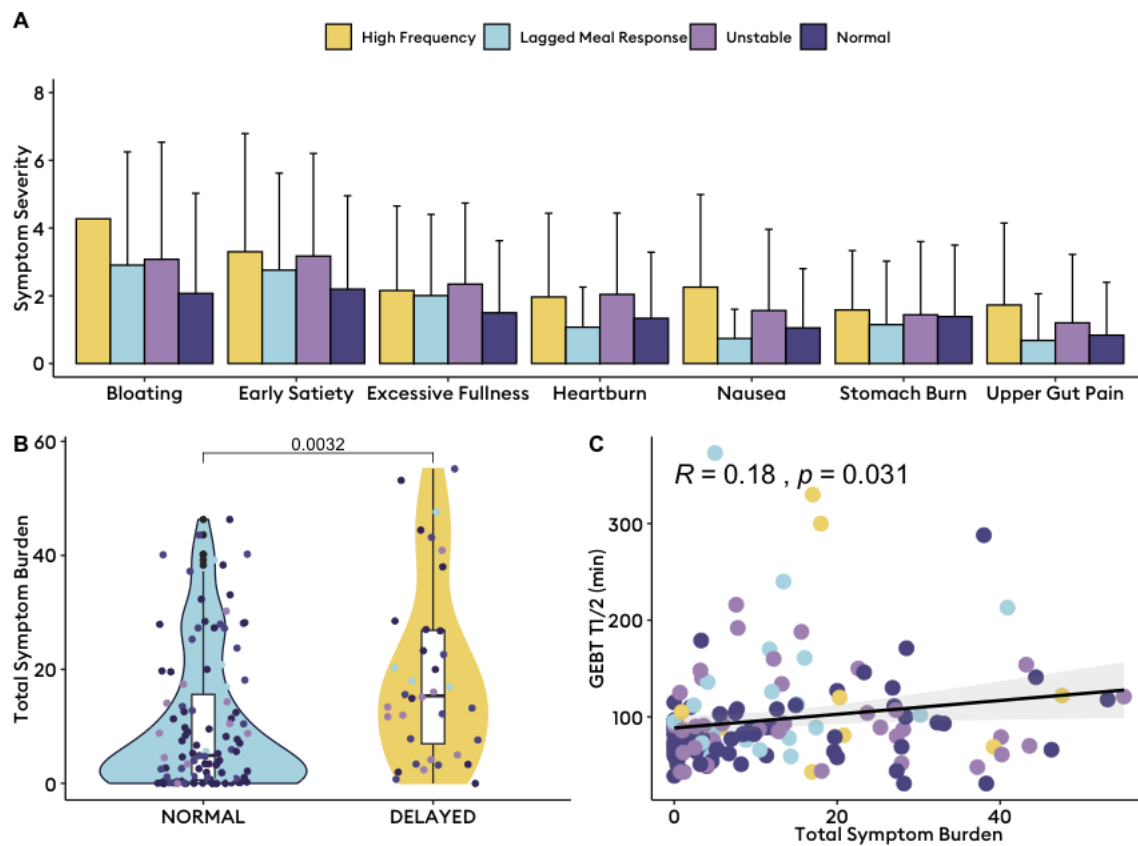 A
High Frequency Lagged Meal Response Unstable Normal
8
6
4
2
0
Symptom Severity
Bloating Early Satiety Excessive Fullness Heartburn Nausea Stomach Burn Upper Gut Pain
B
60
40
20
0
Total Symptom Burden
0.0032
NORMAL DELAYED
C
R = 0.18 , p = 0.031
300
200
100
GEBT T1/2 (min)
0 20 40
Total Symptom Burden